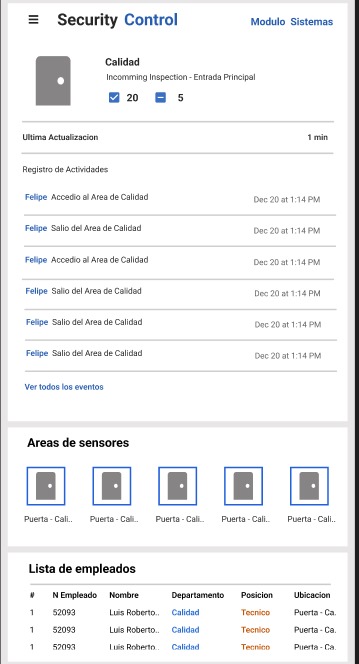 Security Control
Modulo Sistemas
Calidad
Incomming Inspection - Entrada Principal
20 5
Ultima Actualizacion 1 min
Registro de Actividades
Felipe Accedio al Area de Calidad Dec 20 at 1:14 PM
Felipe Salio del Area de Calidad Dec 20 at 1:14 PM
Felipe Accedio al Area de Calidad Dec 20 at 1:14 PM
Felipe Salio del Area de Calidad Dec 20 at 1:14 PM
Felipe Salio del Area de Calidad Dec 20 at 1:14 PM
Felipe Salio del Area de Calidad Dec 20 at 1:14 PM
Ver todos los eventos
Areas de sensores
Puerta - Cali.. Puerta - Cali.. Puerta - Cali.. Puerta - Cali.. Puerta - Cali..
Lista de empleados
# N Empleado Nombre Departamento Posicion Ubicacion
1 52093 Luis Roberto.. Calidad Tecnico Puerta - Ca.
1 52093 Luis Roberto.. Calidad Tecnico Puerta - Ca.
1 52093 Luis Roberto.. Calidad Tecnico Puerta - Ca.